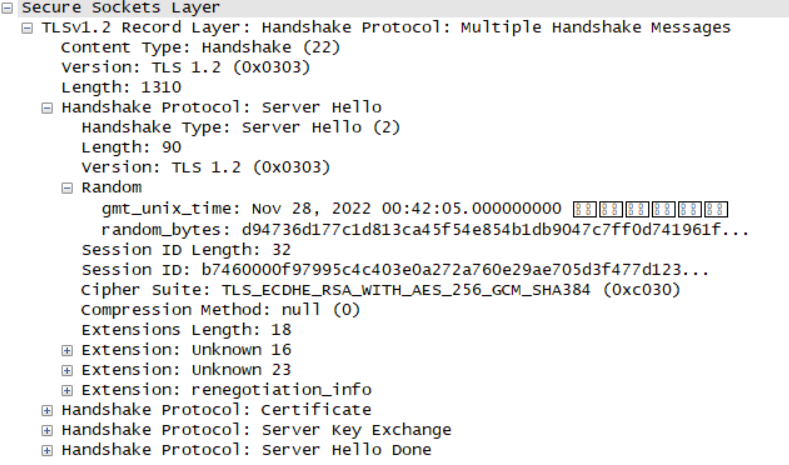 Secure Sockets Layer
TLSv1.2 Record Layer: Handshake Protocol: Multiple Handshake Messages
Content Type: Handshake (22)
Version: TLS 1.2 (0x0303)
Length: 1310
Handshake Protocol: Server Hello
Handshake Type: Server Hello (2)
Length: 90
Version: TLS 1.2 (0x0303)
Random
gmt_unix_time: Nov 28, 2022 00:42:05.000000000
random_bytes: d94736d177c1d813ca45f54e854b1db9047c7ff0d741961f...
Session ID Length: 32
Session ID: b7460000f97995c4c403e0a272a760e29ae705d3f477d123...
Cipher Suite: TLS_ECDHE_RSA_WITH_AES_256_GCM_SHA384 (0xc030)
Compression Method: null (0)
Extensions Length: 18
Extension: Unknown 16
Extension: Unknown 23
Extension: renegotiation_info
Handshake Protocol: Certificate
Handshake Protocol: Server Key Exchange
Handshake Protocol: Server Hello Done